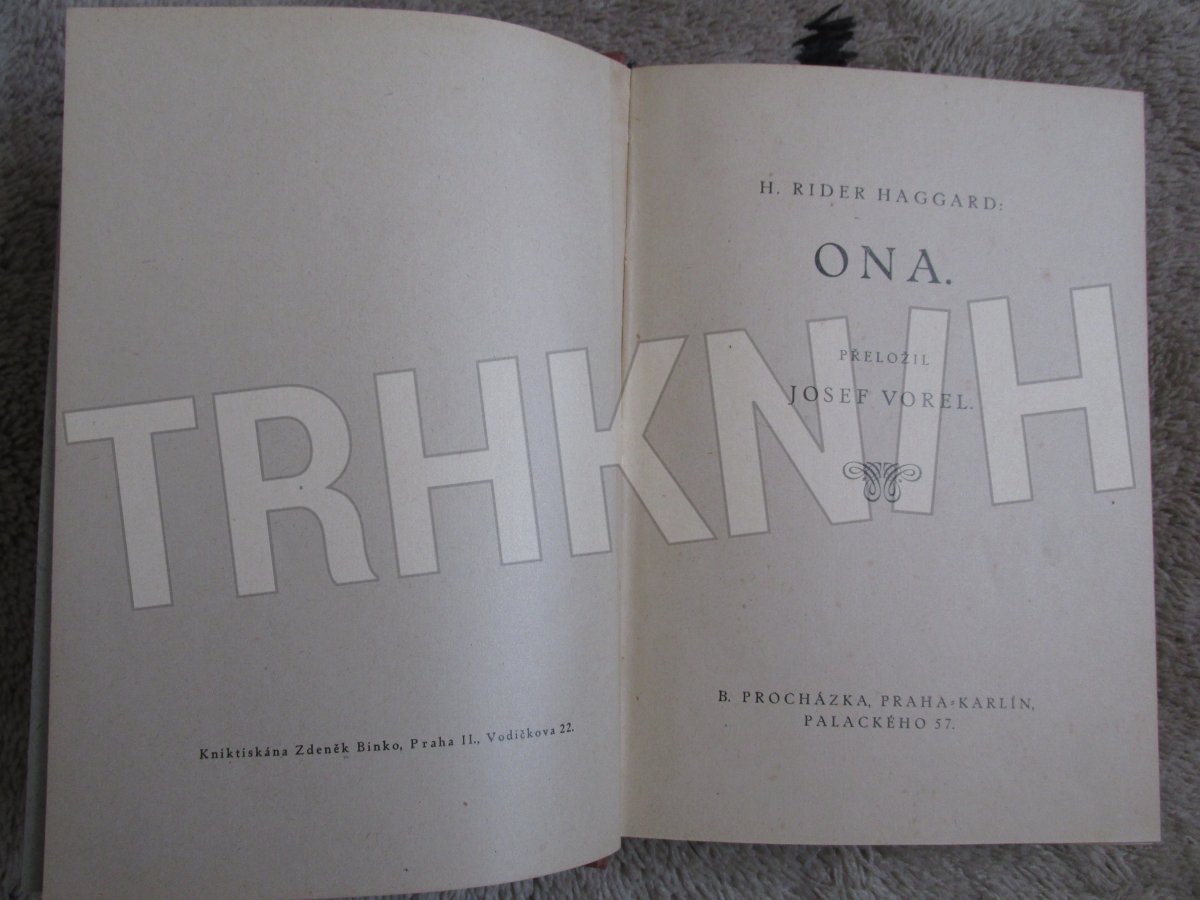 Kniktiskána Zdeněk Binko, Praha II., Vodičkova 22.
H. RIDER HAGGARD:
ONA.
PŘELOŽIL
JOSEF VOREL.
B. PROCHÁZKA, PRAHA-KARLÍN,
PALACKÉHO 57.
TRHKNIH